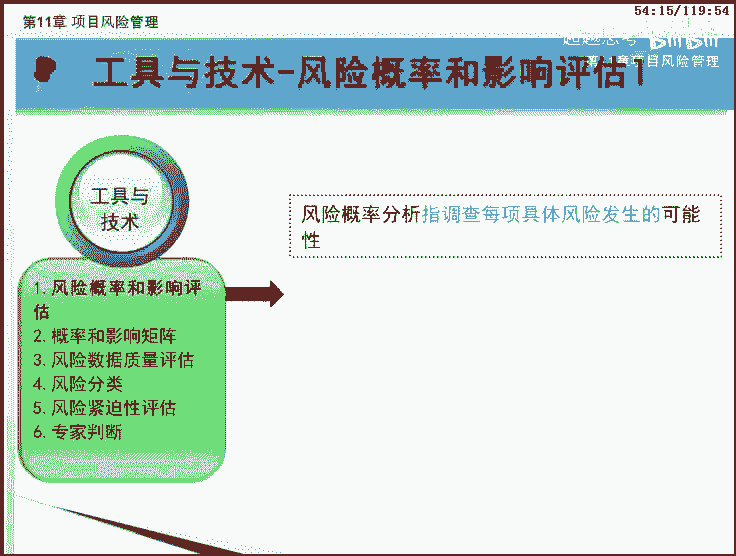 第11章 项目风险管理
54:15/119:54
工具与技术-风险概率和影响评估1
第11章项目风险管理
工具与
技术
风险概率分析指调查每项具体风险发生的可能
性
1.风险概率和影响评
估
2.概率和影响矩阵
3.风险数据质量评估
4.风险分类
5.风险紧迫性评估
6.专家判断